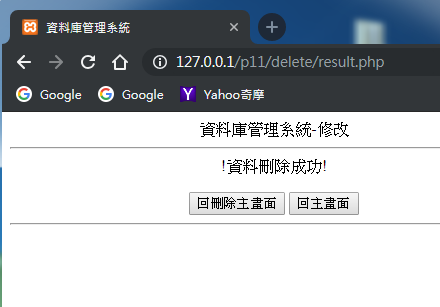 資料庫管理系統
127.0.0.1/p11/delete/result.php
Google Google Yahoo奇摩
資料庫管理系統-修改
!資料刪除成功!
回刪除主畫面 回主畫面